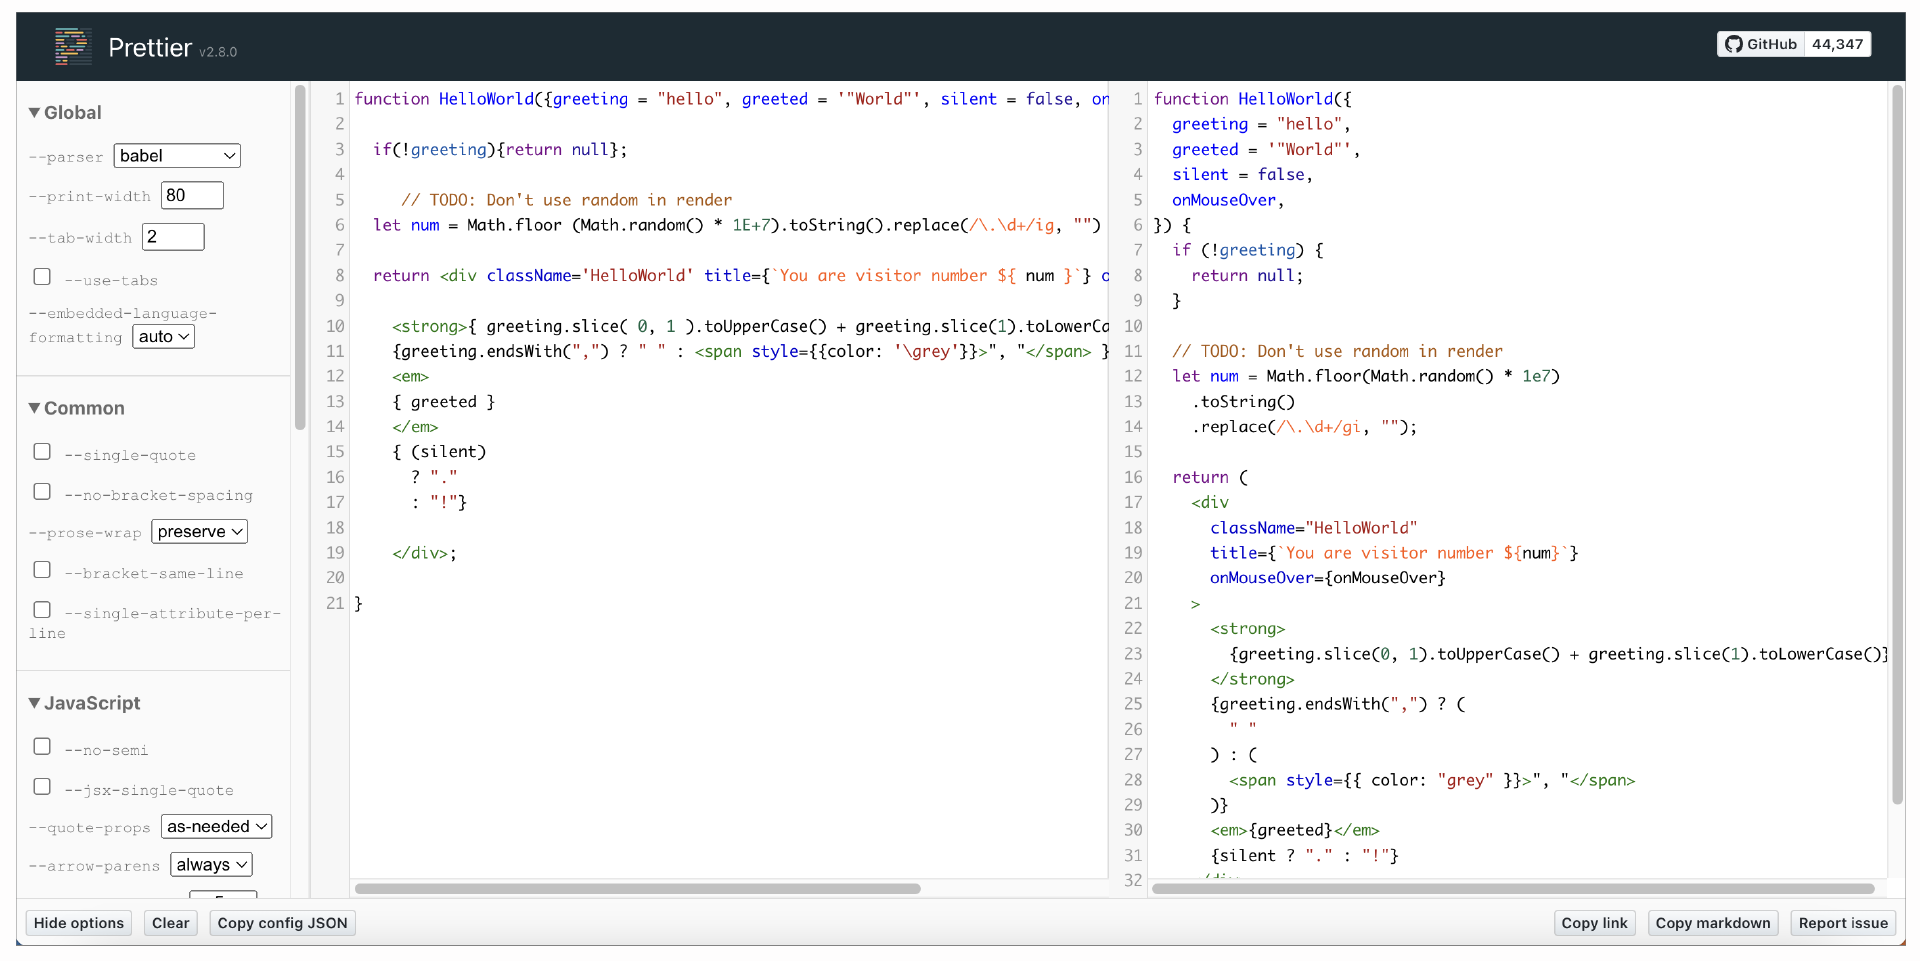 Prettier v2.8.0
GitHub 44,347
▼Global
--parser babel
--print-width 80
--tab-width 2
--use-tabs
--embedded-language-
formatting auto
▼Common
--single-quote
--no-bracket-spacing
--prose-wrap preserve
--bracket-same-line
--single-attribute-per-
line
▼JavaScript
--no-semi
--jsx-single-quote
--quote-props as-needed
--arrow-parens always
1 function HelloWorld({greeting = "hello", greeted = '"World"', silent = false, on
2
3 if(!greeting){return null};
4
5 // TODO: Don't use random in render
6 let num = Math.floor (Math.random() * 1E+7).toString().replace(/\.\d+/ig, "")
7
8 return <div className='HelloWorld' title={`You are visitor number ${ num }`} o
9
10 <strong>{ greeting.slice( 0, 1 ).toUpperCase() + greeting.slice(1).toLowerCa
11 {greeting.endsWith(",") ? " " : <span style={{color: '\grey'}}>", "</span> }
12 <em>
13 { greeted }
14 </em>
15 { (silent)
16 ? "."
17 : "!"}
18
19 </div>;
20
21 }
1 function HelloWorld({
2 greeting = "hello",
3 greeted = '"World"',
4 silent = false,
5 onMouseOver,
6 }) {
7 if (!greeting) {
8 return null;
9 }
10
11 // TODO: Don't use random in render
12 let num = Math.floor(Math.random() * 1e7)
13 .toString()
14 .replace(/\.\d+/gi, "");
15
16 return (
17 <div
18 className="HelloWorld"
19 title={`You are visitor number ${num}`}
20 onMouseOver={onMouseOver}
21 >
22 <strong>
23 {greeting.slice(0, 1).toUpperCase() + greeting.slice(1).toLowerCase()}
24 </strong>
25 {greeting.endsWith(",") ? (
26 " "
27 ) : (
28 <span style={{ color: "grey" }}>", "</span>
29 )}
30 <em>{greeted}</em>
31 {silent ? "." : "!"}
32
Hide options
Clear
Copy config JSON
Copy link
Copy markdown
Report issue